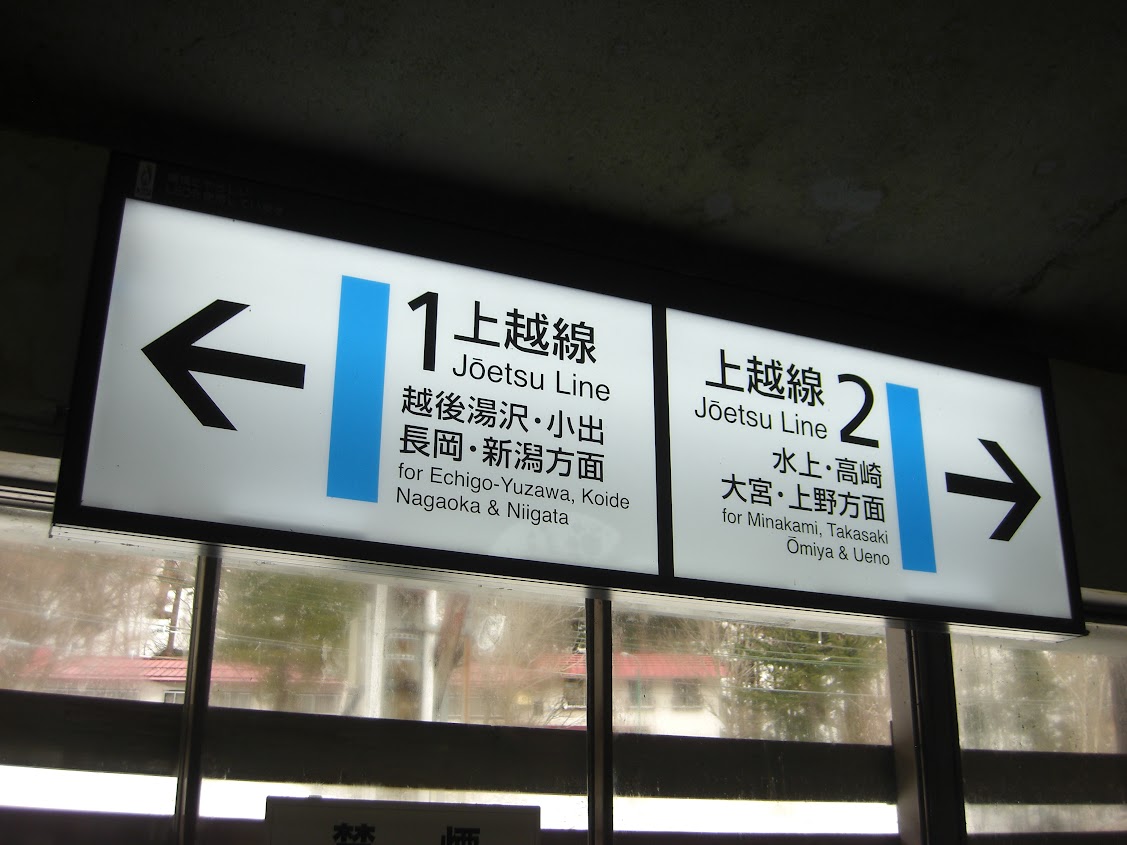 1 上越線
Jōetsu Line
越後湯沢・小出
長岡・新潟方面
for Echigo-Yuzawa, Koide
Nagaoka & Niigata
上越線 2
Jōetsu Line
水上・高崎
大宮・上野方面
for Minakami, Takasaki
Ōmiya & Ueno
禁煙